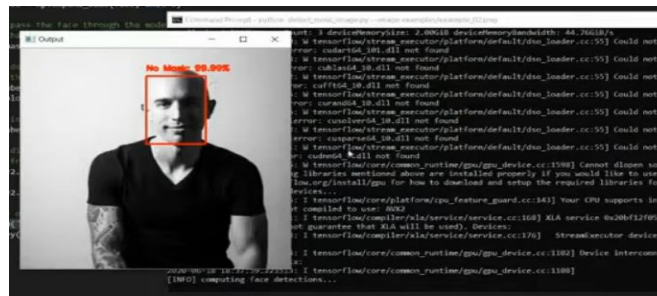 pass the face through the mode
Command Prompt - python detect_mask_image.py --image examples/example_02.png
Output
No Mask: 99.99%
ount: 3 deviceMemorySize: 2.00GiB deviceMemoryBandwidth: 44.76GiB/s
: W tensorflow/stream_executor/platform/default/dso_loader.cc:55] Could not
error: cudart64_101.dll not found
: W tensorflow/stream_executor/platform/default/dso_loader.cc:55] Could not
error: cublas64_10.dll not found
: W tensorflow/stream_executor/platform/default/dso_loader.cc:55] Could not
error: cufft64_10.dll not found
: W tensorflow/stream_executor/platform/default/dso_loader.cc:55] Could not
error: curand64_10.dll not found
: W tensorflow/stream_executor/platform/default/dso_loader.cc:55] Could not
error: cusolver64_10.dll not found
: W tensorflow/stream_executor/platform/default/dso_loader.cc:55] Could not
error: cusparse64_10.dll not found
: W tensorflow/stream_executor/platform/default/dso_loader.cc:55] Could not
r: cudnn64_7.dll not found
: W tensorflow/core/common_runtime/gpu/gpu_device.cc:1598] Cannot dlopen so
ng libraries mentioned above are installed properly if you would like to use
low.org/install/gpu for how to download and setup the required libraries fo
devices...
: I tensorflow/core/platform/cpu_feature_guard.cc:143] Your CPU supports in
ot compiled to use: AVX2
: I tensorflow/compiler/xla/service/service.cc:168] XLA service 0x20bf12f05
ot guarantee that XLA will be used). Devices:
: I tensorflow/compiler/xla/service/service.cc:176] StreamExecutor device
: I tensorflow/core/common_runtime/gpu/gpu_device.cc:1102] Device interconn
x:
: I tensorflow/core/common_runtime/gpu/gpu_device.cc:1108]
[INFO] computing face detections...